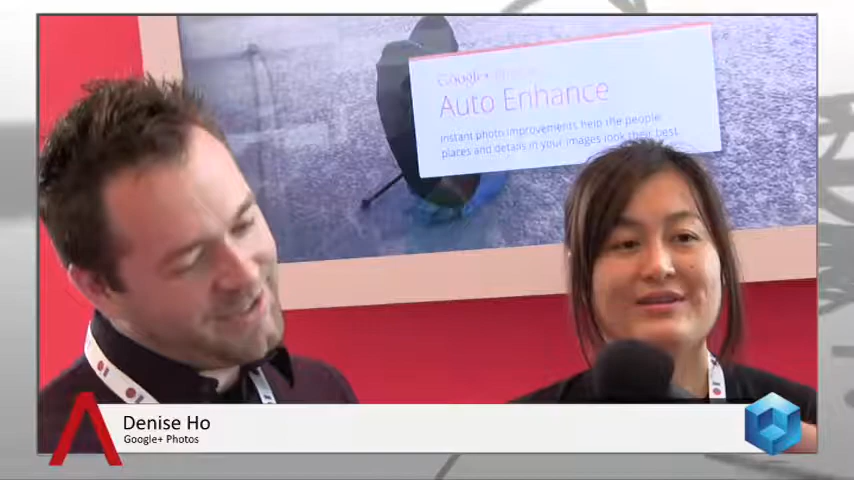 Google+
Auto Enhance
Instant photo improvements help the people
places and details in your images look their best
Denise Ho
Google+ Photos